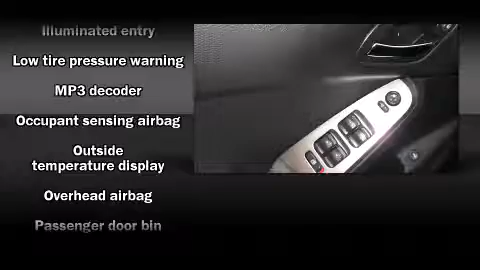 Illuminated entry
Low tire pressure warning
MP3 decoder
Occupant sensing airbag
Outside
temperature display
Overhead airbag
Passenger door bin